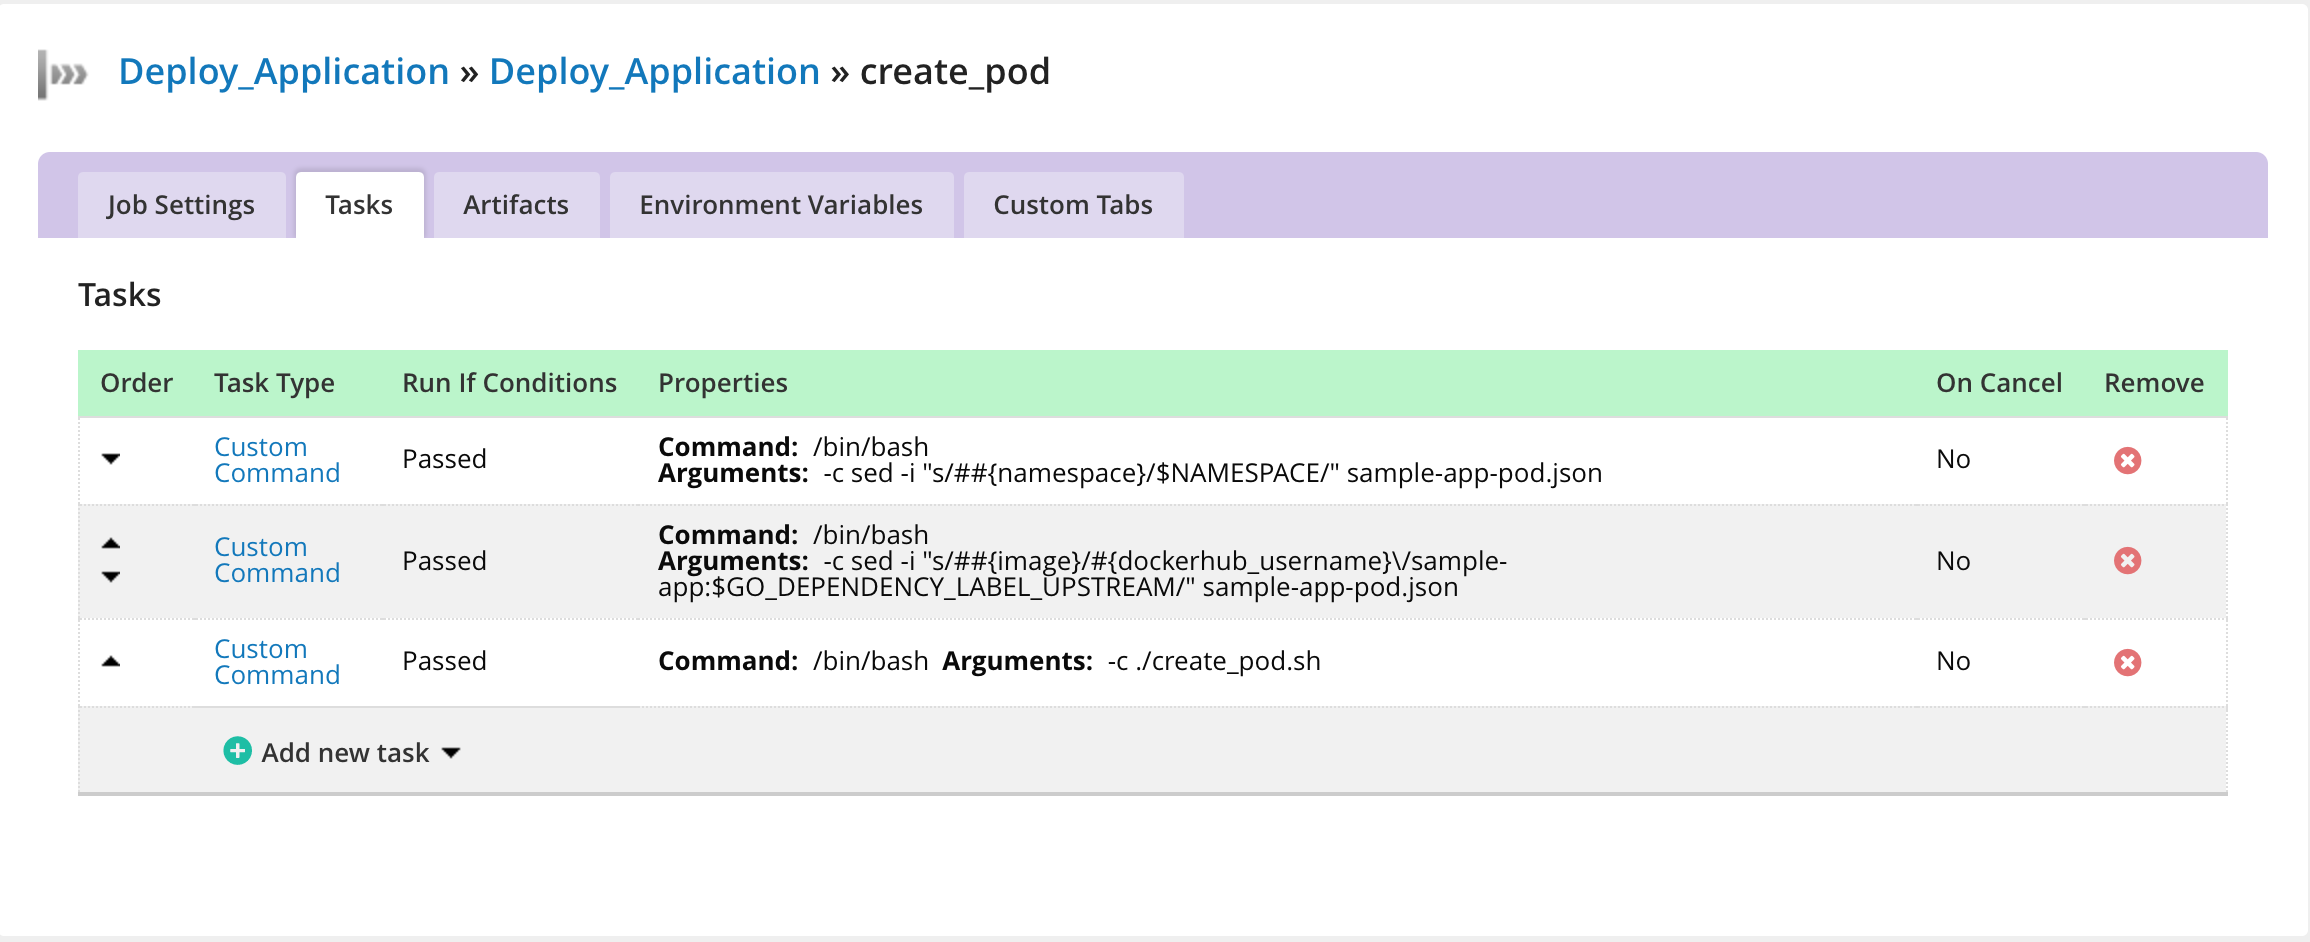 Deploy_Application » Deploy_Application » create_pod
Job Settings Tasks Artifacts Environment Variables Custom Tabs
Tasks
Order Task Type Run If Conditions Properties On Cancel Remove
Custom Command Passed Command: /bin/bash No
Arguments: -c sed -i "s/##{namespace}/$NAMESPACE/" sample-app-pod.json
Custom Command Passed Command: /bin/bash No
Arguments: -c sed -i "s/##{image}/#{dockerhub_username}\/sample-
app:$GO_DEPENDENCY_LABEL_UPSTREAM/" sample-app-pod.json
Custom Command Passed Command: /bin/bash Arguments: -c ./create_pod.sh No
Add new task